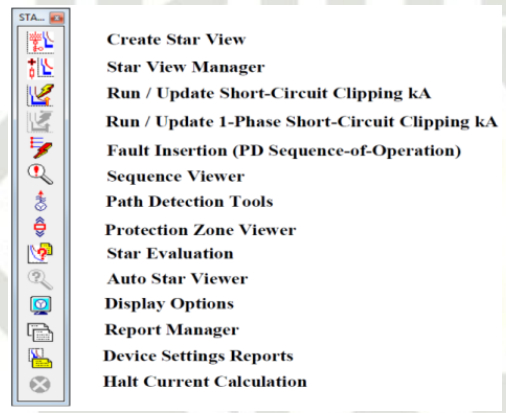 STA...
Create Star View
Star View Manager
Run / Update Short-Circuit Clipping kA
Run / Update 1-Phase Short-Circuit Clipping kA
Fault Insertion (PD Sequence-of-Operation)
Sequence Viewer
Path Detection Tools
Protection Zone Viewer
Star Evaluation
Auto Star Viewer
Display Options
Report Manager
Device Settings Reports
Halt Current Calculation